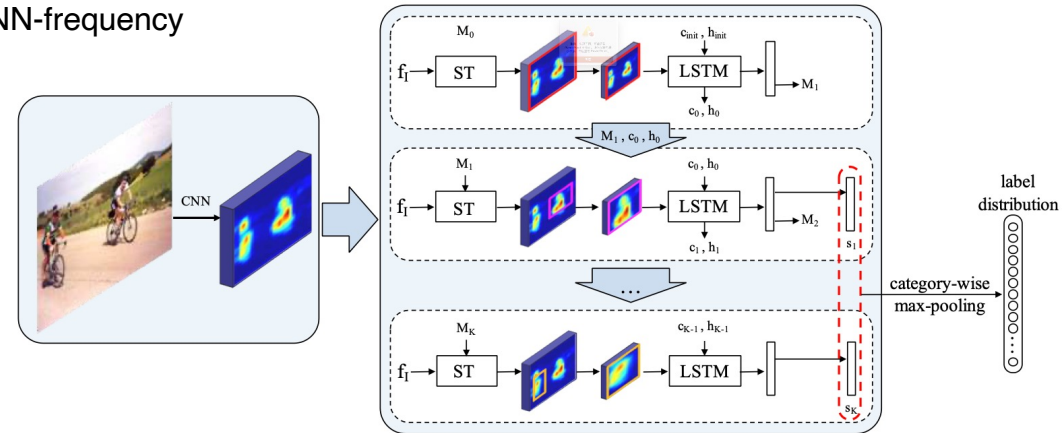 NN-frequency
CNN
M₀
f_I
ST
c_init , h_init
LSTM
c₀ , h₀
M₁
M₁ , c₀ , h₀
M₁
f_I
ST
c₀ , h₀
LSTM
c₁ , h₁
M₂
s₁
...
M_K
f_I
ST
c_K-1 , h_K-1
LSTM
s_K
category-wise
max-pooling
label
distribution